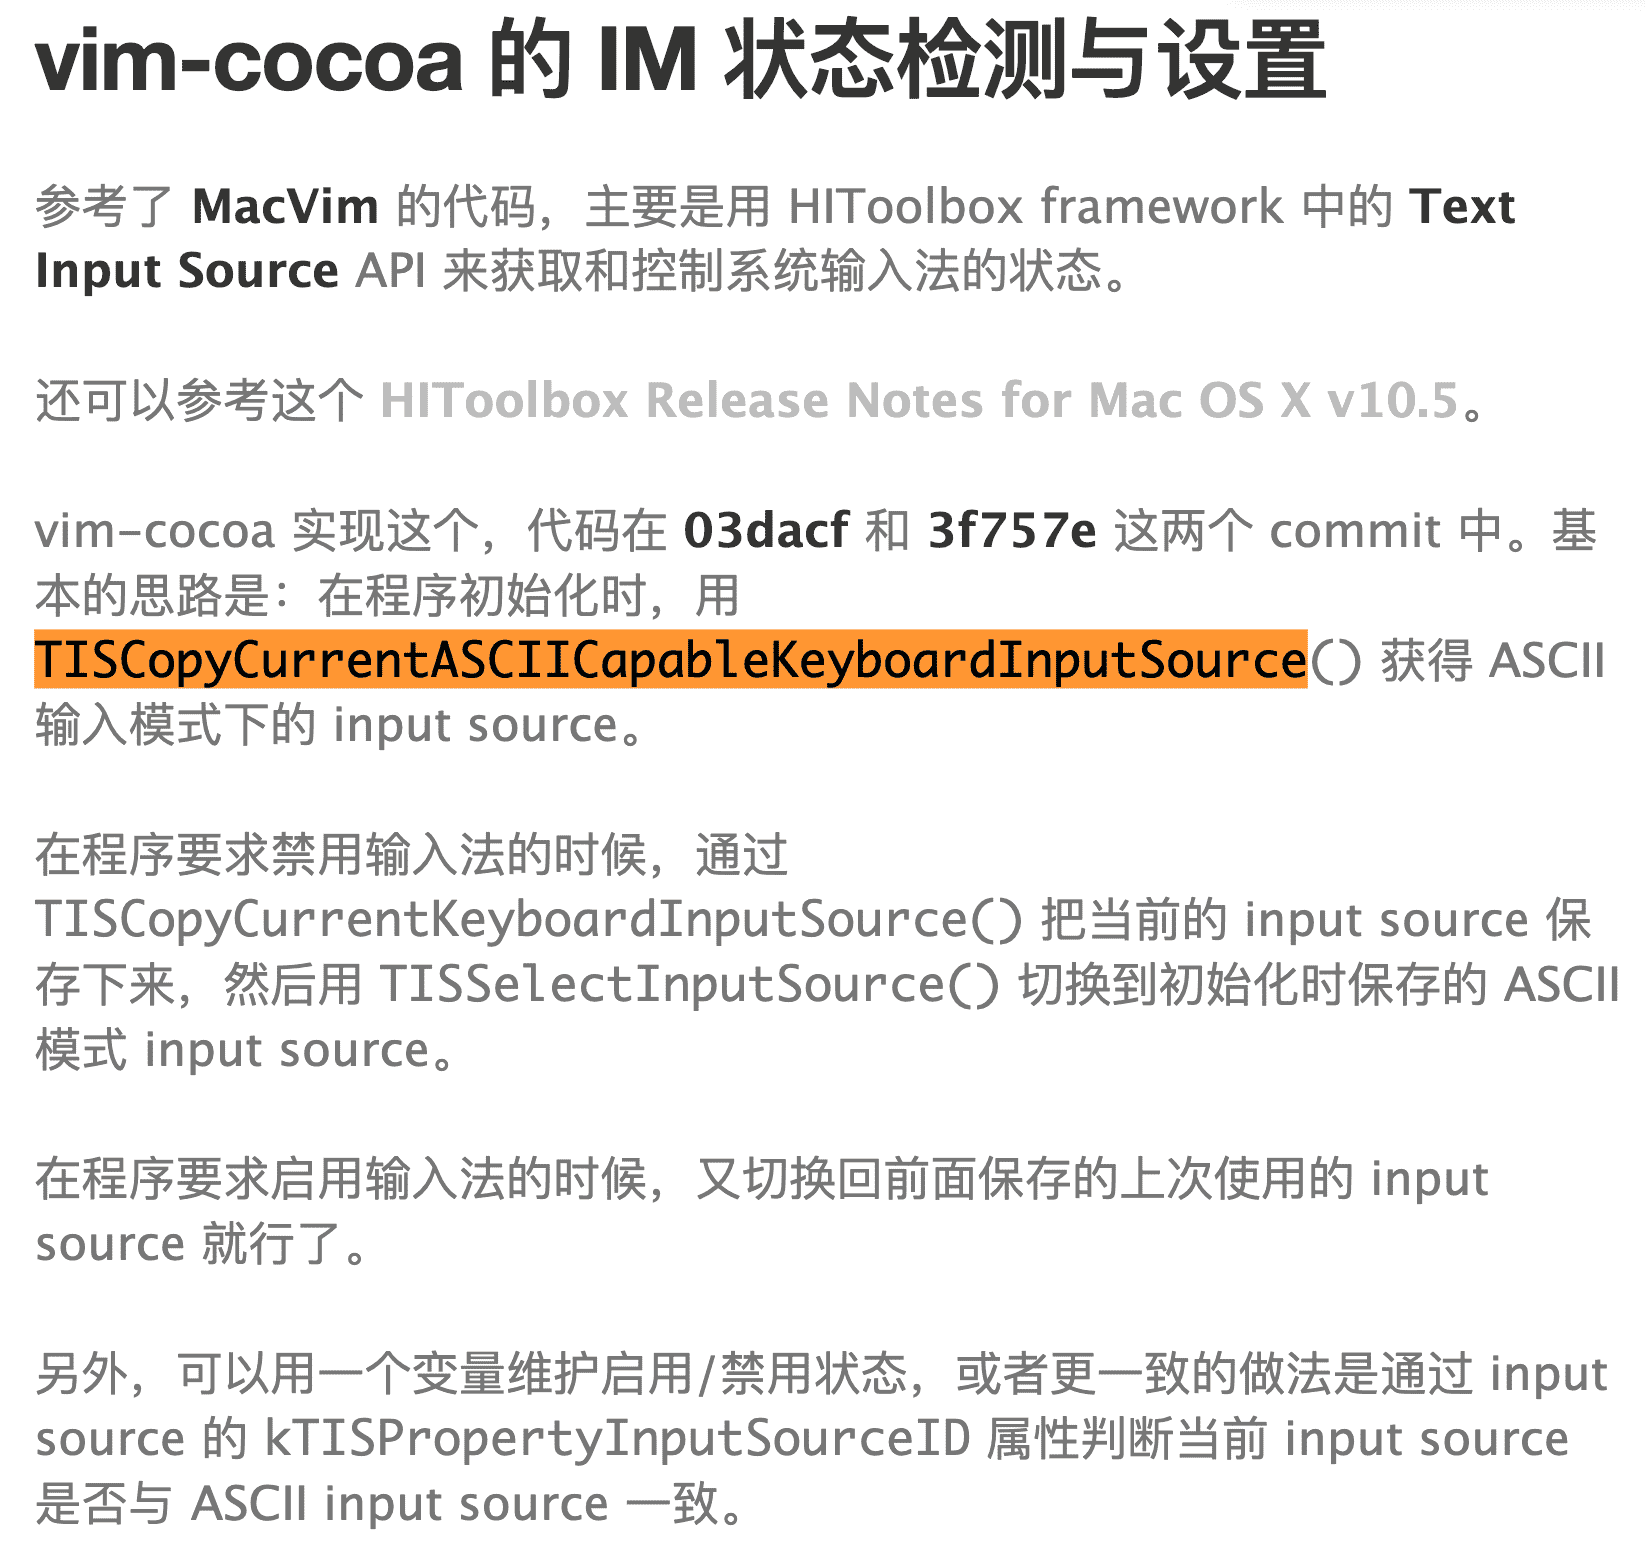 vim-cocoa 的 IM 状态检测与设置
参考了 MacVim 的代码，主要是用 HIToolbox framework 中的 Text
Input Source API 来获取和控制系统输入法的状态。
还可以参考这个 HIToolbox Release Notes for Mac OS X v10.5。
vim-cocoa 实现这个，代码在 03dacf 和 3f757e 这两个 commit 中。基
本的思路是：在程序初始化时，用
TISCopyCurrentASCIICapableKeyboardInputSource() 获得 ASCII
输入模式下的 input source。
在程序要求禁用输入法的时候，通过
TISCopyCurrentKeyboardInputSource() 把当前的 input source 保
存下来，然后用 TISSelectInputSource() 切换到初始化时保存的 ASCII
模式 input source。
在程序要求启用输入法的时候，又切换回前面保存的上次使用的 input
source 就行了。
另外，可以用一个变量维护启用/禁用状态，或者更一致的做法是通过 input
source 的 kTISPropertyInputSourceID 属性判断当前 input source
是否与 ASCII input source 一致。